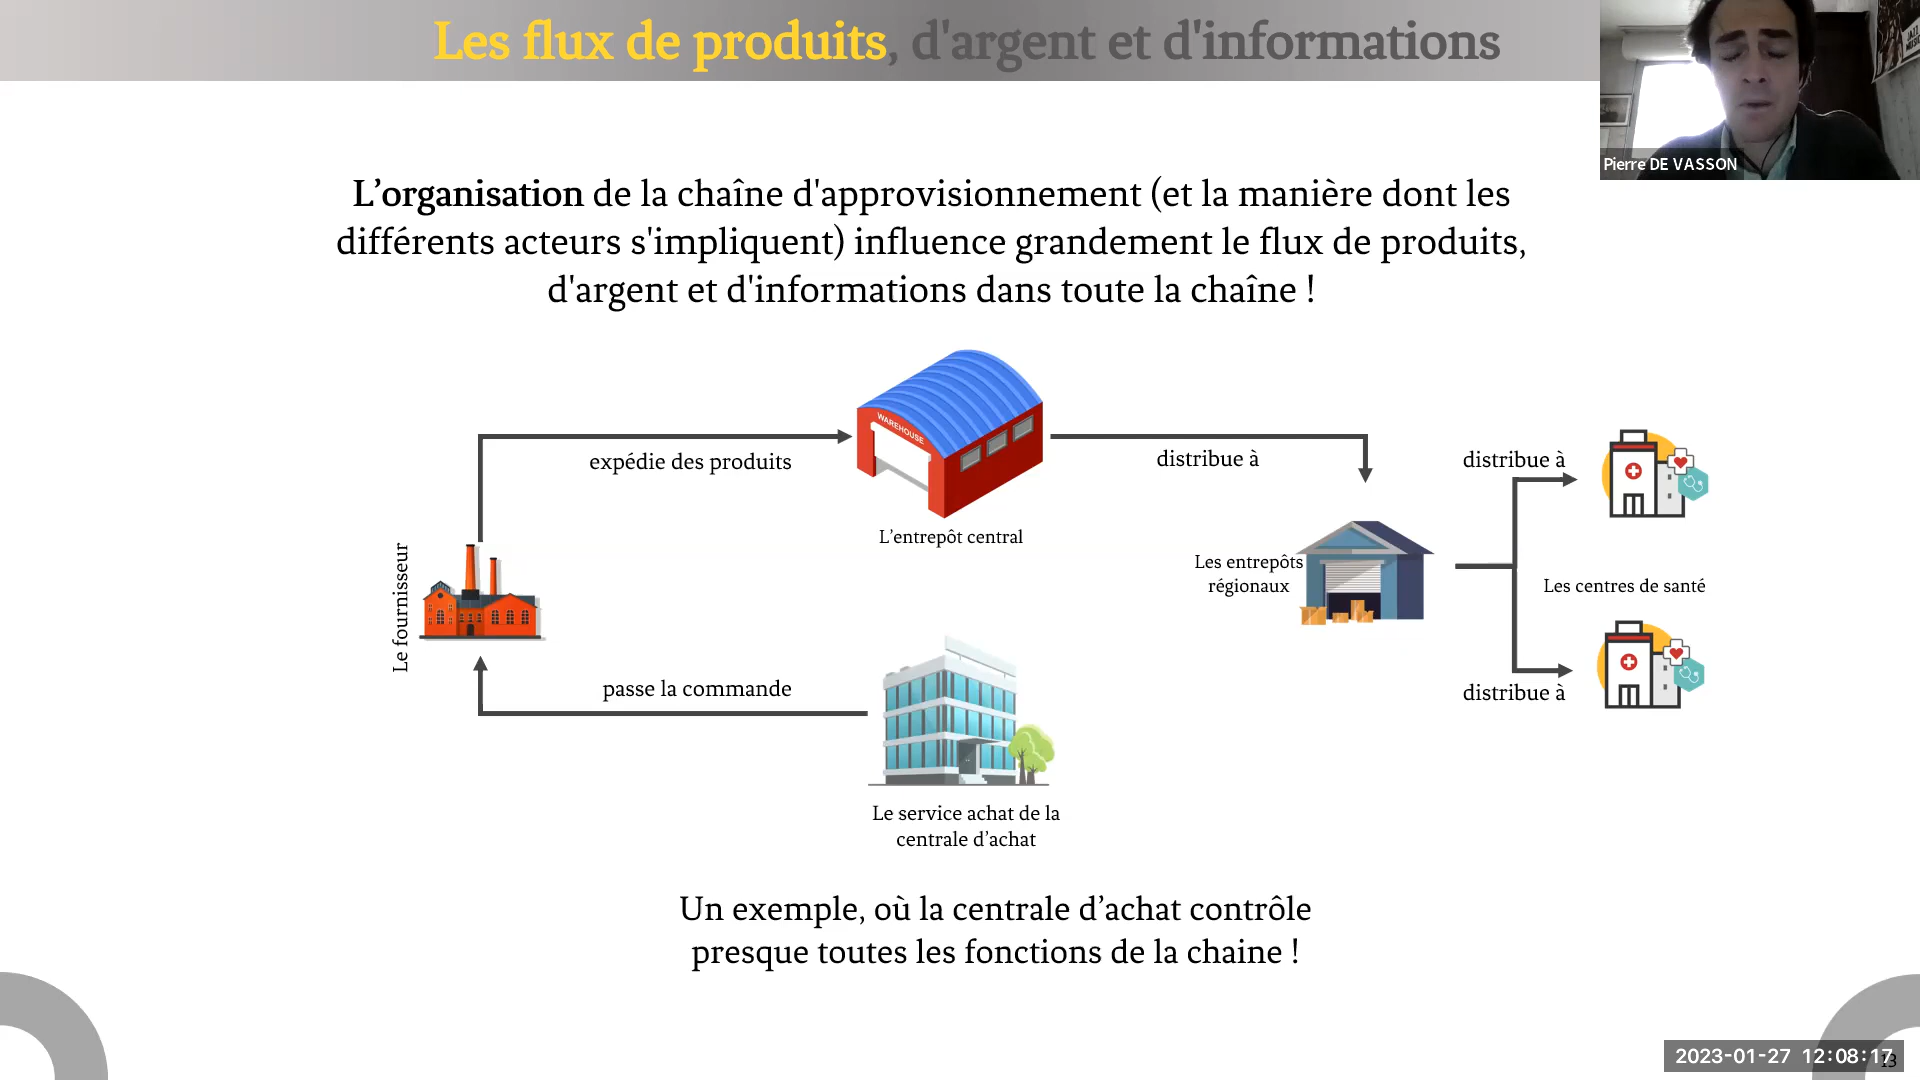 Les flux de produits, d'argent et d'informations
Pierre DE VASSON
L’organisation de la chaîne d'approvisionnement (et la manière dont les
différents acteurs s'impliquent) influence grandement le flux de produits,
d'argent et d'informations dans toute la chaîne !
WAREHOUSE
expédie des produits
distribue à
distribue à
L’entrepôt central
Le fournisseur
Les entrepôts
régionaux
Les centres de santé
passe la commande
distribue à
Le service achat de la
centrale d’achat
Un exemple, où la centrale d’achat contrôle
presque toutes les fonctions de la chaine !
2023-01-27 12:08:17
13